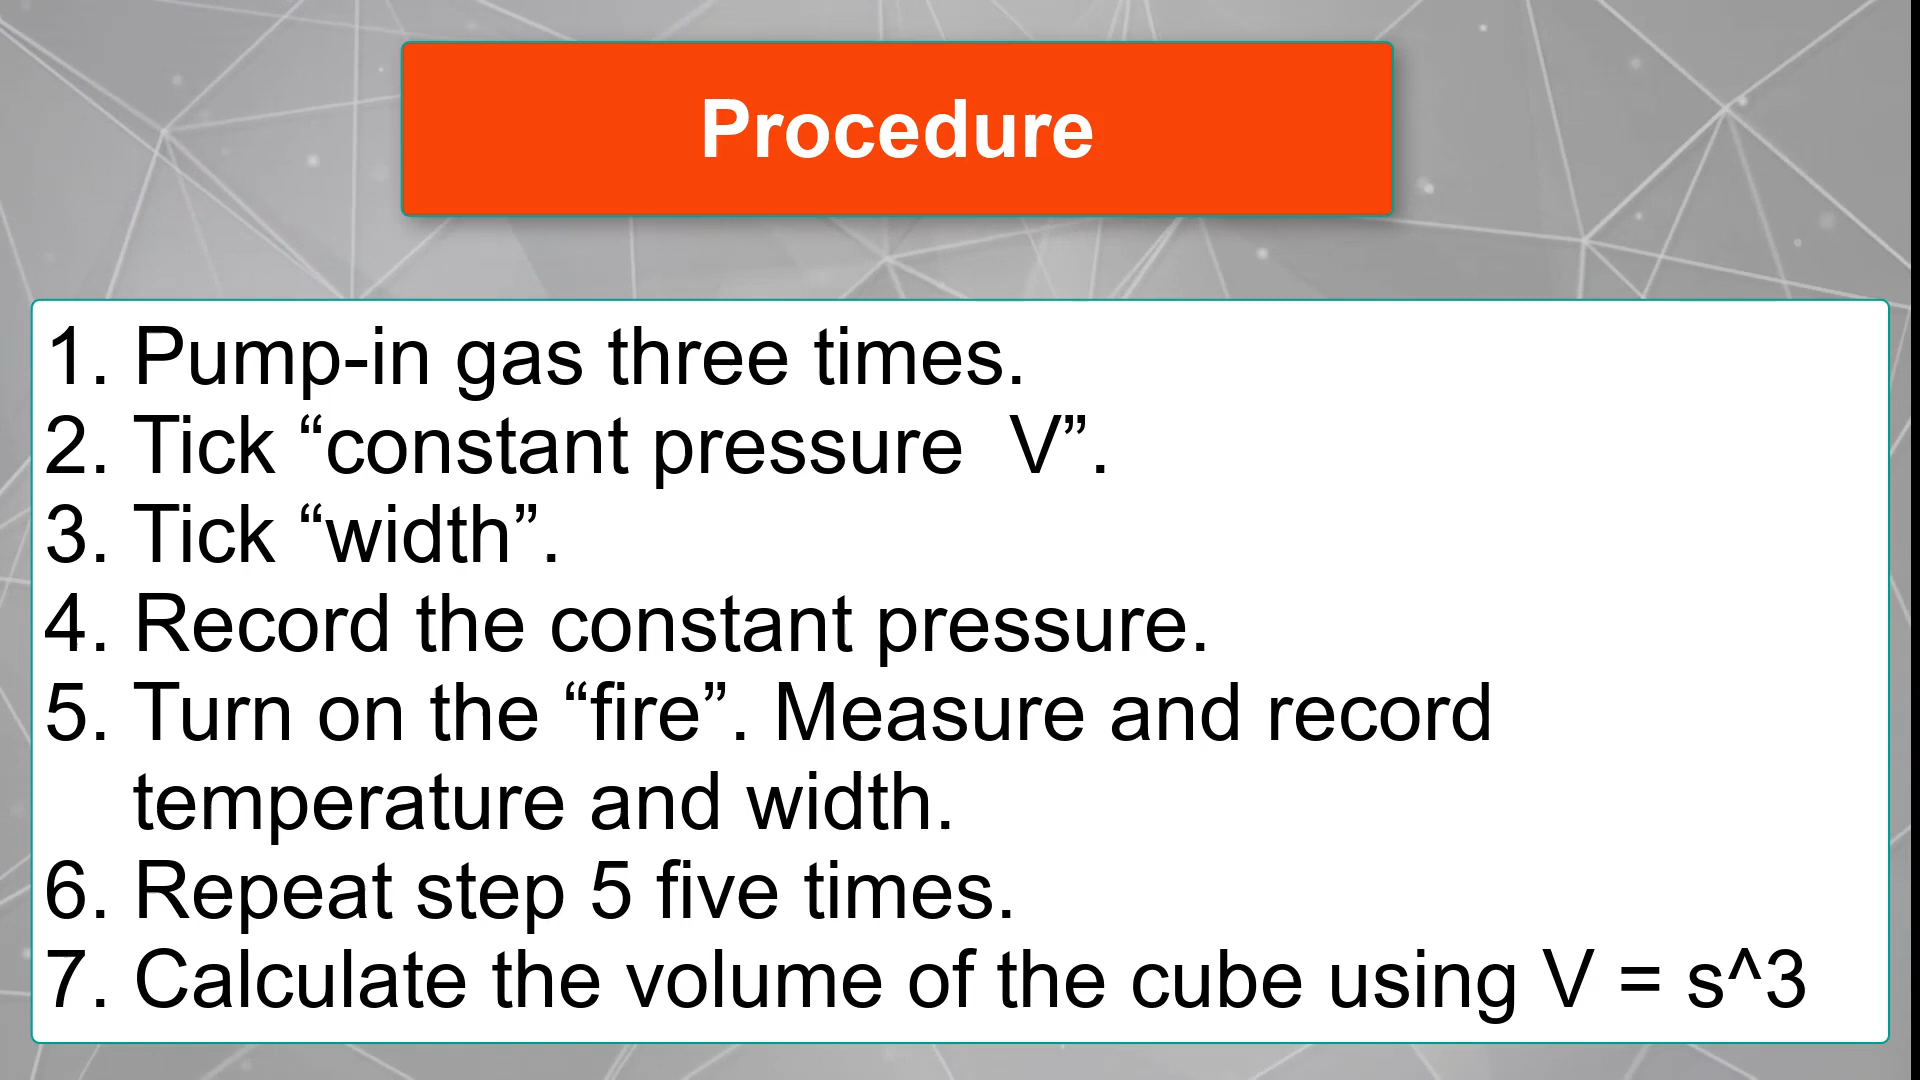 Procedure
1. Pump-in gas three times.
2. Tick “constant pressure  V”.
3. Tick “width”.
4. Record the constant pressure.
5. Turn on the “fire”. Measure and record
temperature and width.
6. Repeat step 5 five times.
7. Calculate the volume of the cube using V = s^3